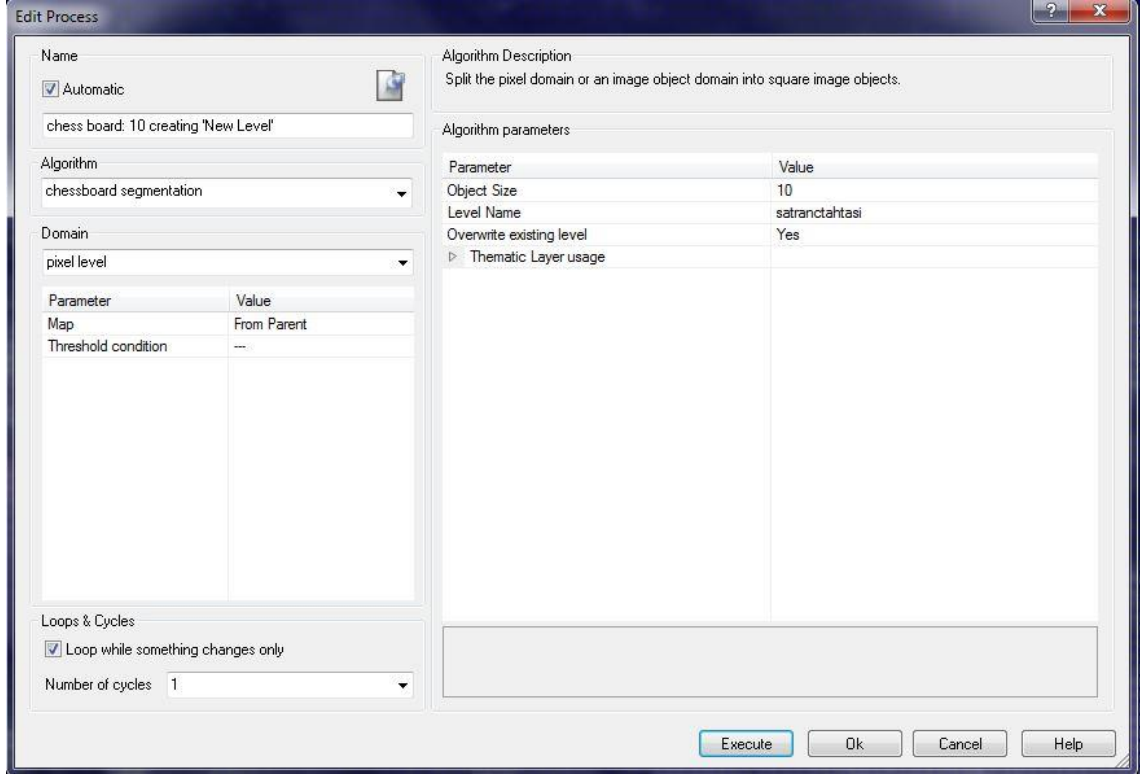 Edit Process
Name
Automatic
chess board: 10 creating 'New Level'
Algorithm
chessboard segmentation
Domain
pixel level
Parameter Value
Map From Parent
Threshold condition ---
Loops & Cycles
Loop while something changes only
Number of cycles 1
Algorithm Description
Split the pixel domain or an image object domain into square image objects.
Algorithm parameters
Parameter Value
Object Size 10
Level Name satranctahtasi
Overwrite existing level Yes
Thematic Layer usage
Execute Ok Cancel Help